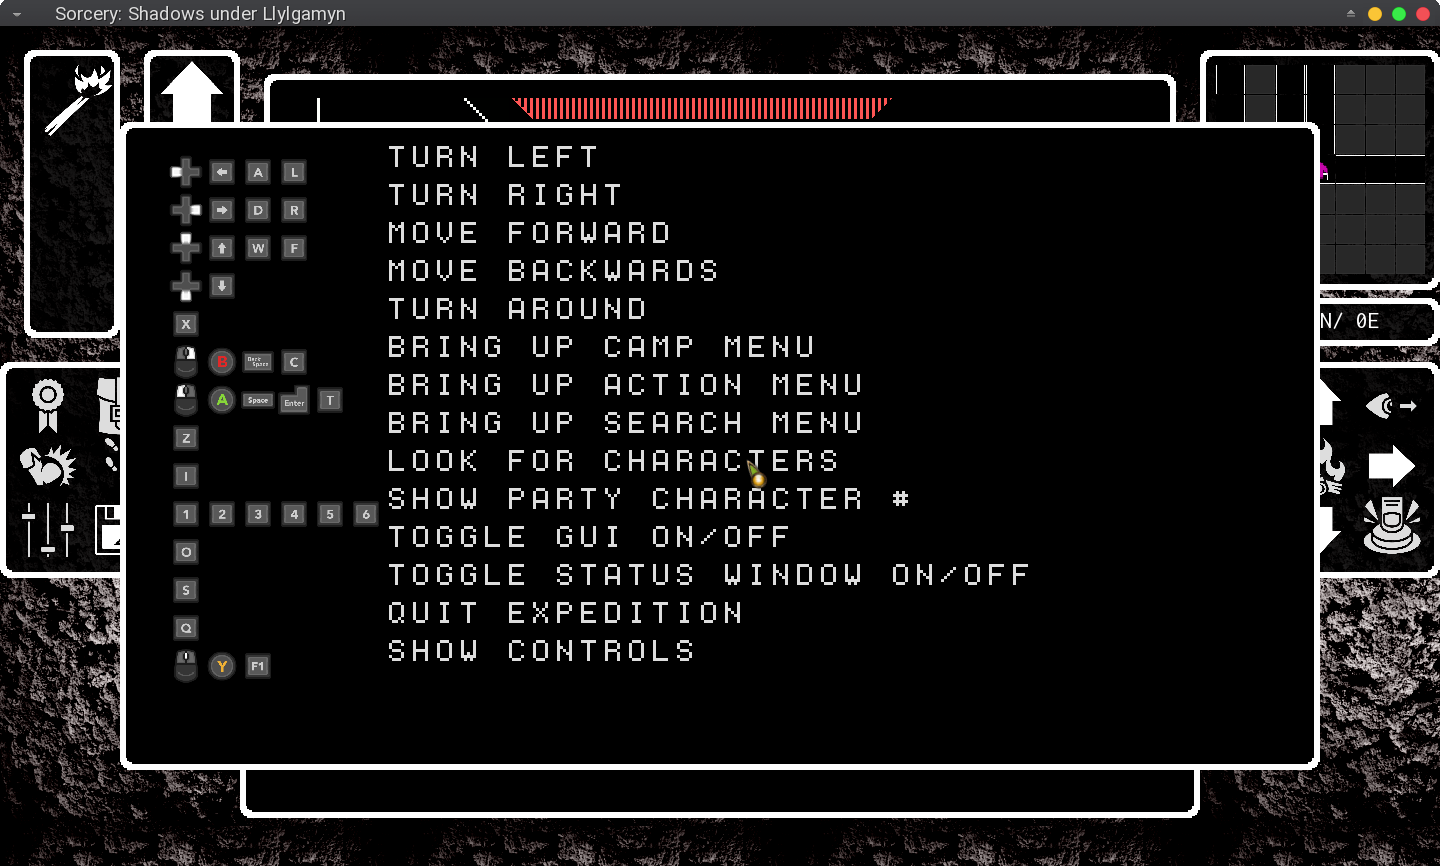 Sorcery: Shadows under Llylgamyn
A L TURN LEFT
D R TURN RIGHT
W F MOVE FORWARD
MOVE BACKWARDS
X TURN AROUND
B Back Space C BRING UP CAMP MENU
A Space Enter T BRING UP ACTION MENU
Z BRING UP SEARCH MENU
I LOOK FOR CHARACTERS
1 2 3 4 5 6 SHOW PARTY CHARACTER #
O TOGGLE GUI ON/OFF
S TOGGLE STATUS WINDOW ON/OFF
Q QUIT EXPEDITION
Y F1 SHOW CONTROLS
N/ 0E